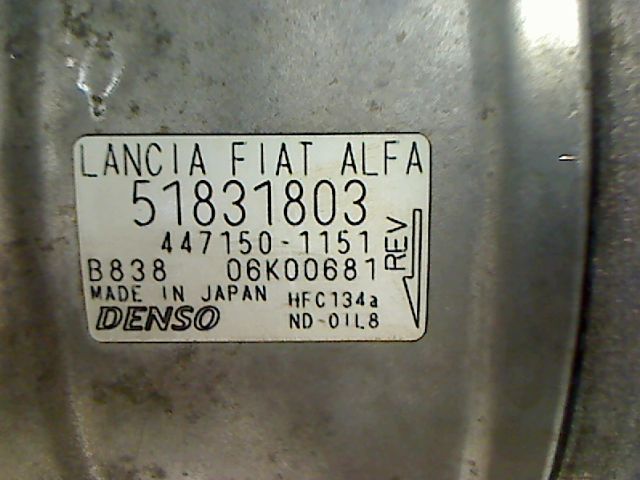 LANCIA FIAT ALFA
51831803
447150-1151
B838 06K00681
REV
MADE IN JAPAN HFC134a
DENSO ND-OIL8